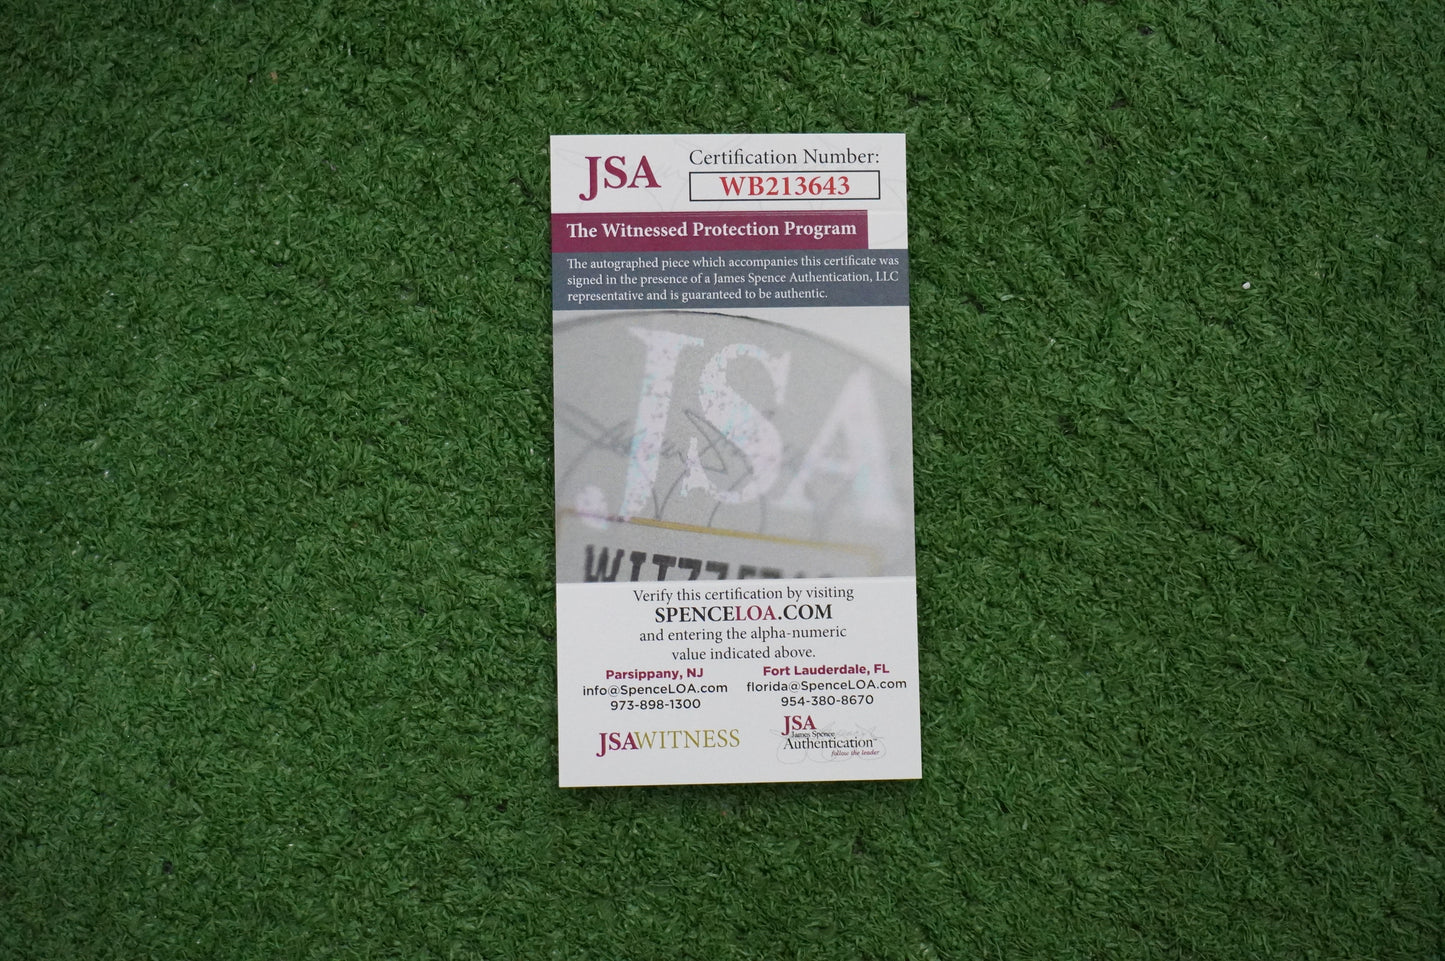 JSA
Certification Number:
WB213643
The Witnessed Protection Program
The autographed piece which accompanies this certificate was
signed in the presence of a James Spence Authentication, LLC
representative and is guaranteed to be authentic.
JSA
Verify this certification by visiting
SPENCELOA.COM
and entering the alpha-numeric
value indicated above.
Parsippany, NJ
info@SpenceLOA.com
973-898-1300
Fort Lauderdale, FL
florida@SpenceLOA.com
954-380-8670
JSAWITNESS
JSA
James Spence
Authentication
follow the leader